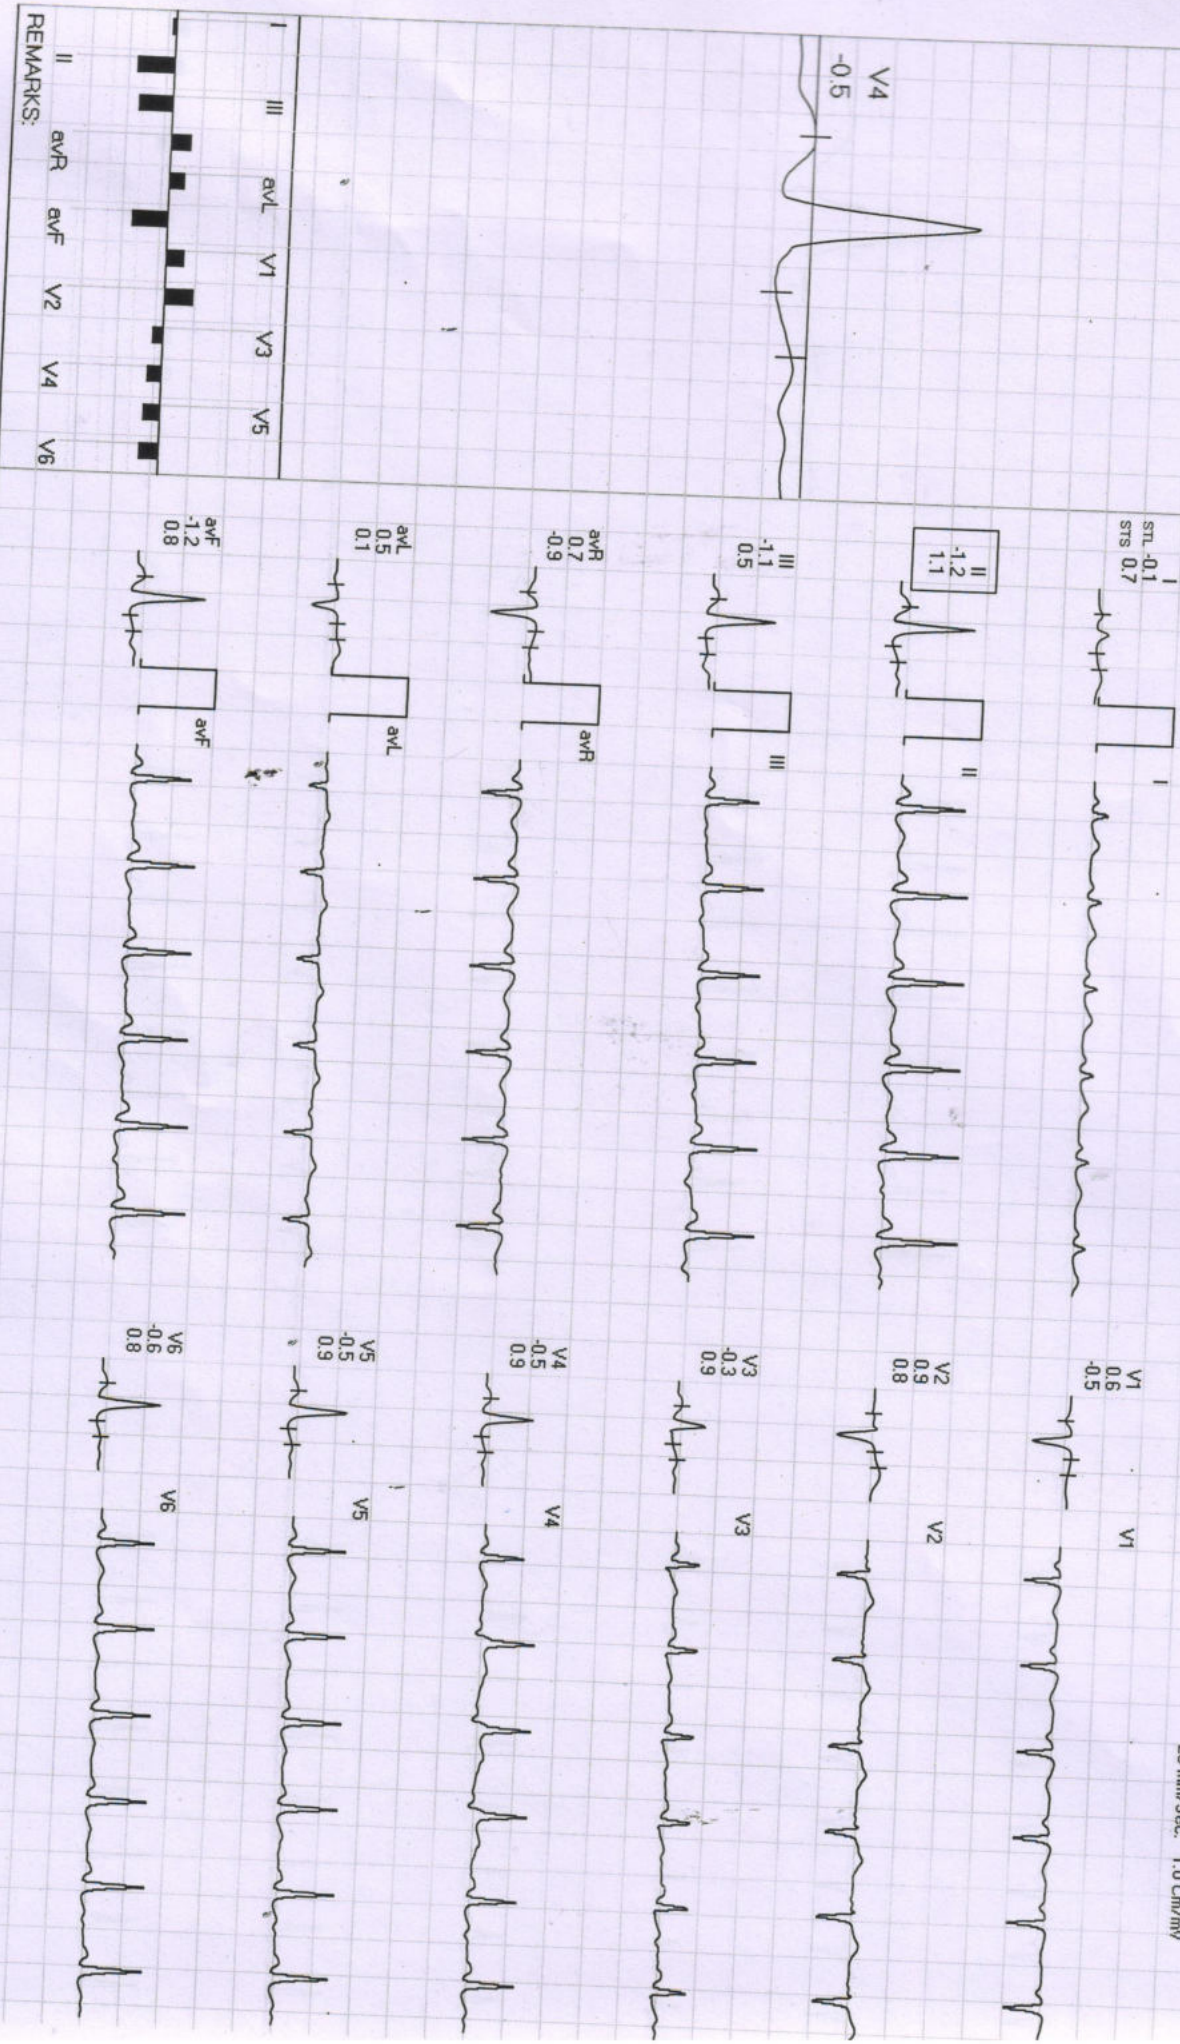 1.0 Cm/mV
V4
-0.5
I
III
avL
V1
V3
V5
II
avR
avF
V2
V4
V6
REMARKS:
I
STL -0.1
STS 0.7
I
II
-1.2
1.1
II
III
-1.1
0.5
III
avR
0.7
-0.9
avR
avL
0.5
0.1
avL
avF
-1.2
0.8
avF
V1
0.6
-0.5
V1
V2
0.9
0.8
V2
V3
-0.3
0.9
V3
V4
-0.5
0.9
V4
V5
-0.5
0.9
V5
V6
-0.6
0.8
V6